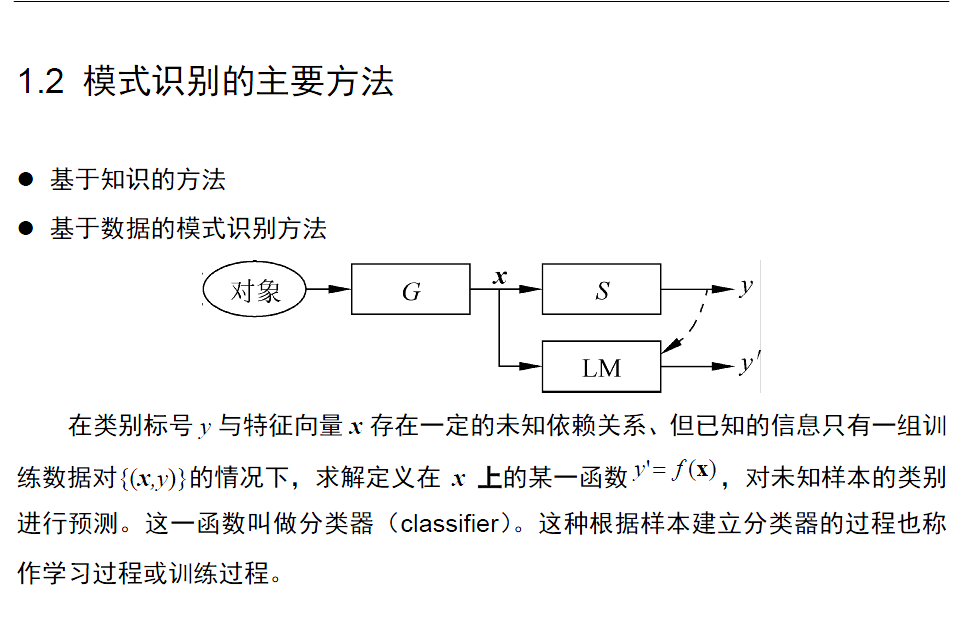 1.2 模式识别的主要方法
● 基于知识的方法
● 基于数据的模式识别方法
对象 G x S y
LM y'
在类别标号 y 与特征向量 x 存在一定的未知依赖关系、但已知的信息只有一组训
练数据对{(x,y)}的情况下，求解定义在 x 上的某一函数 y'= f(x)，对未知样本的类别
进行预测。这一函数叫做分类器（classifier）。这种根据样本建立分类器的过程也称
作学习过程或训练过程。